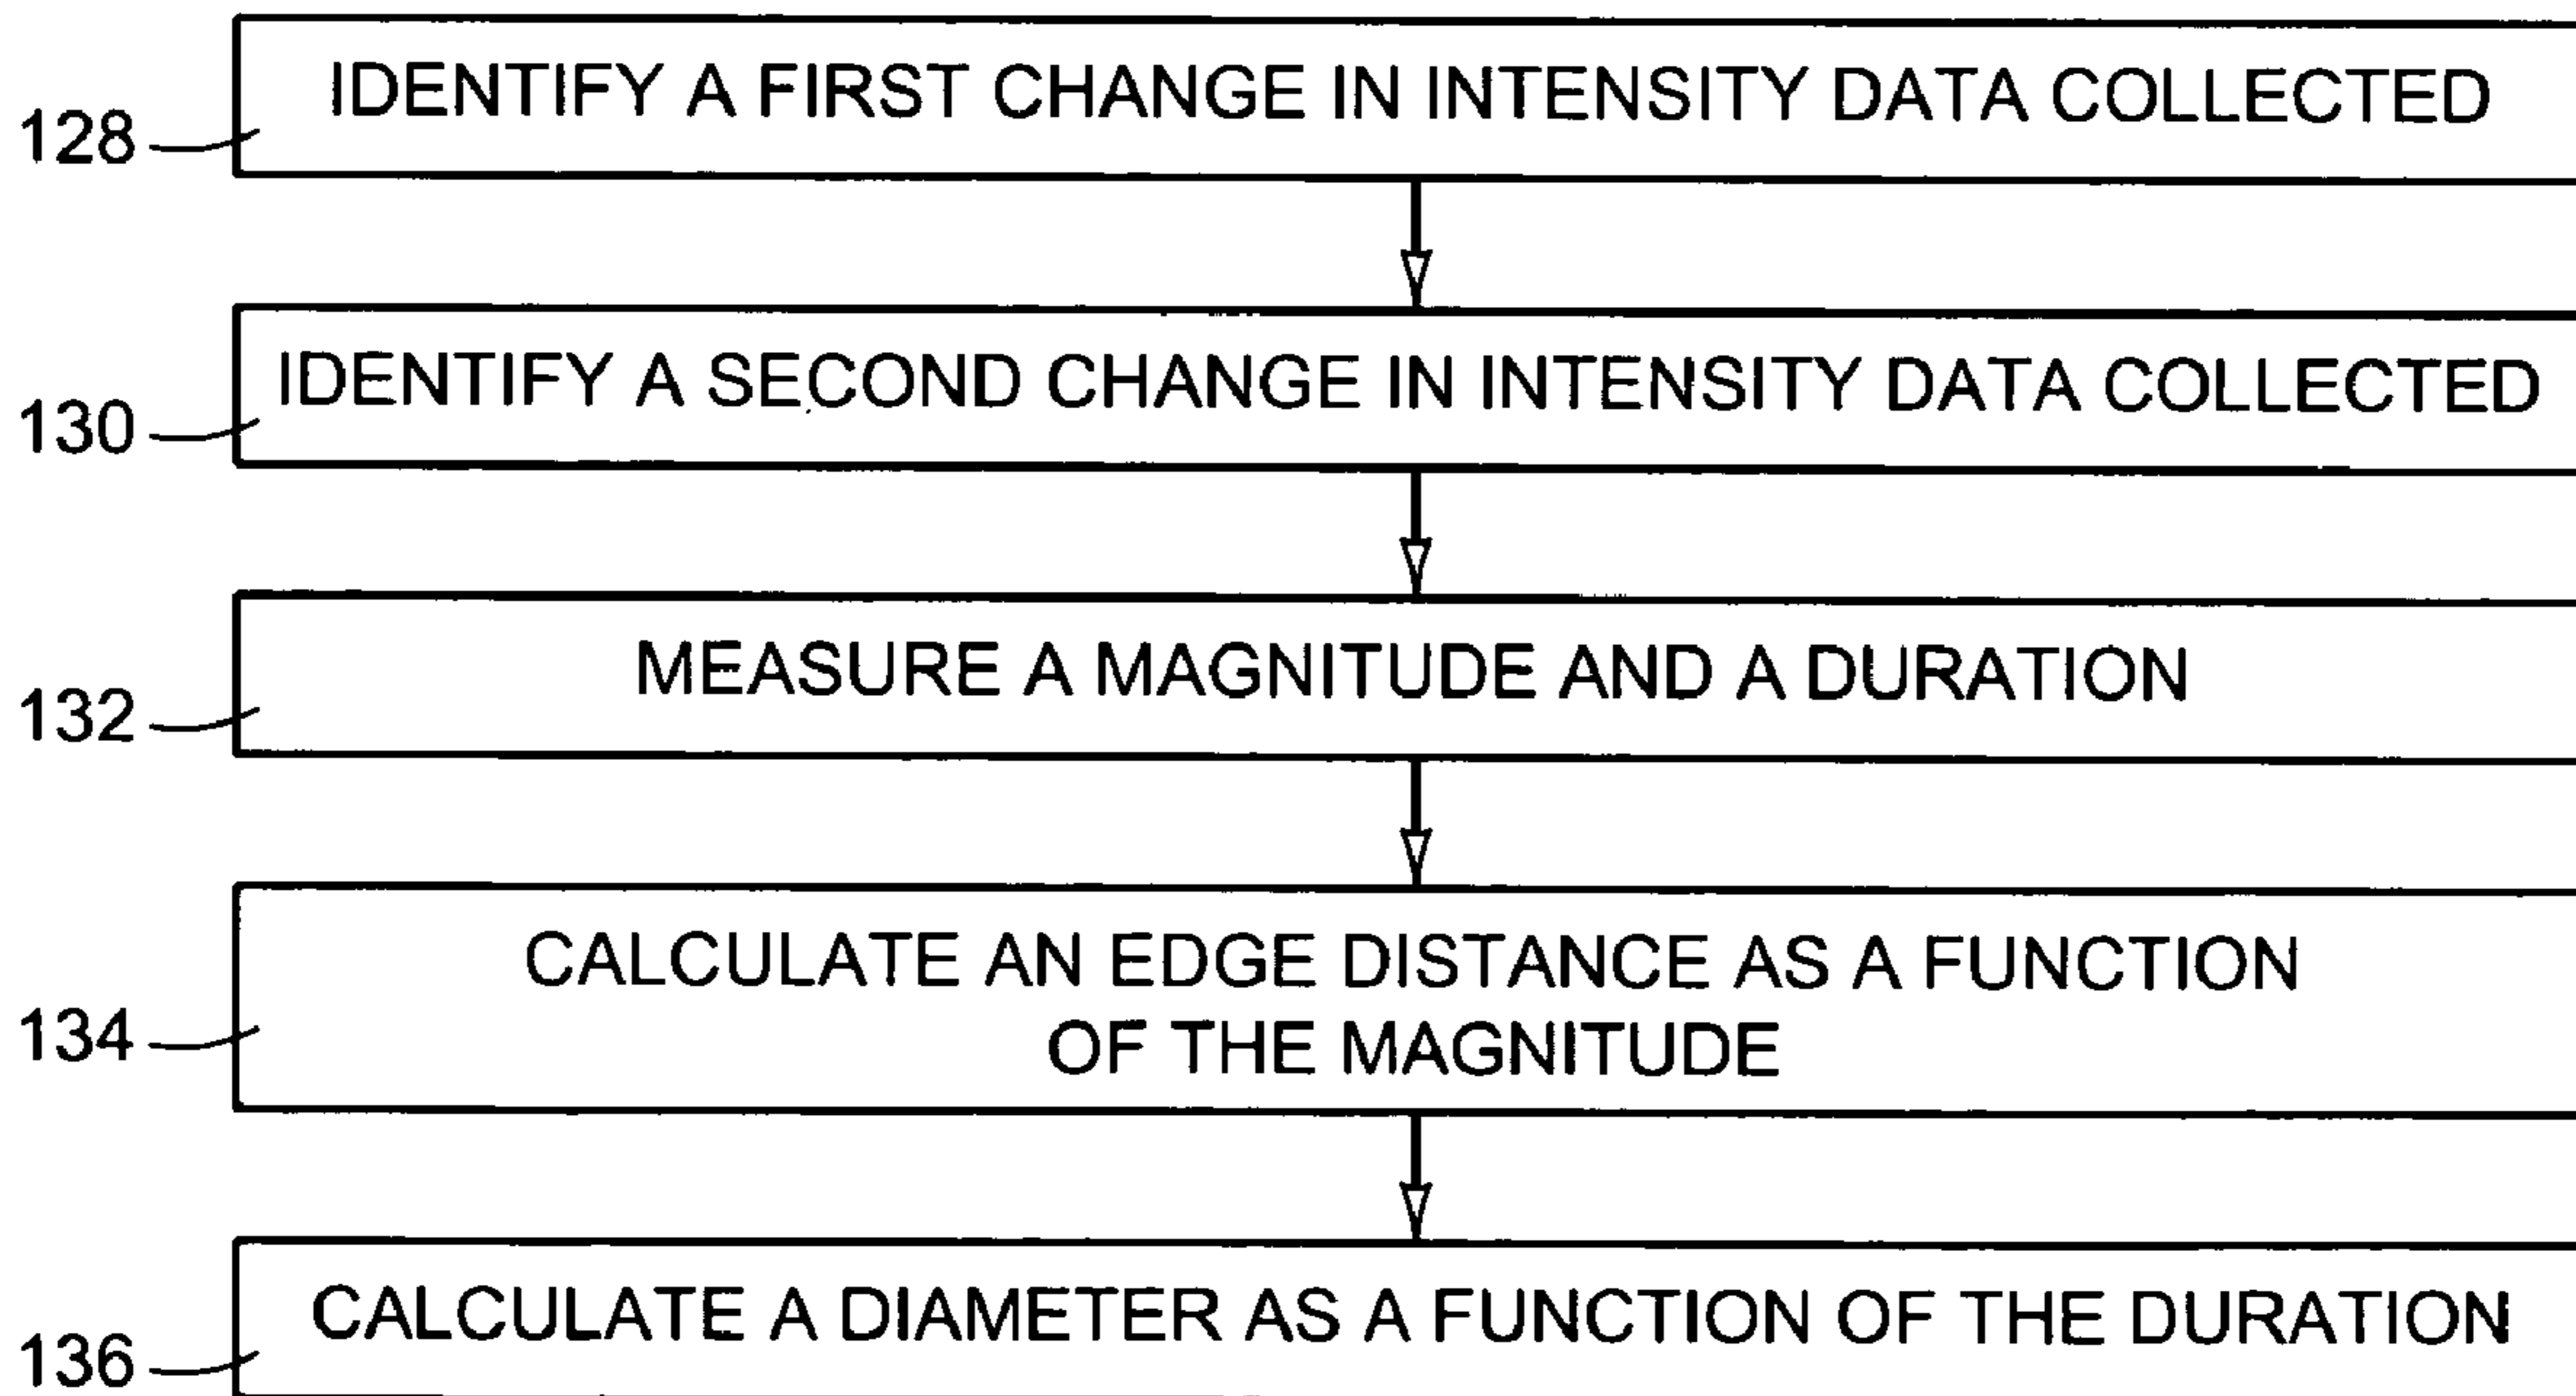 IDENTIFY A FIRST CHANGE IN INTENSITY DATA COLLECTED
128
IDENTIFY A SECOND CHANGE IN INTENSITY DATA COLLECTED
130
MEASURE A MAGNITUDE AND A DURATION
132
CALCULATE AN EDGE DISTANCE AS A FUNCTION
OF THE MAGNITUDE
134
CALCULATE A DIAMETER AS A FUNCTION OF THE DURATION
136